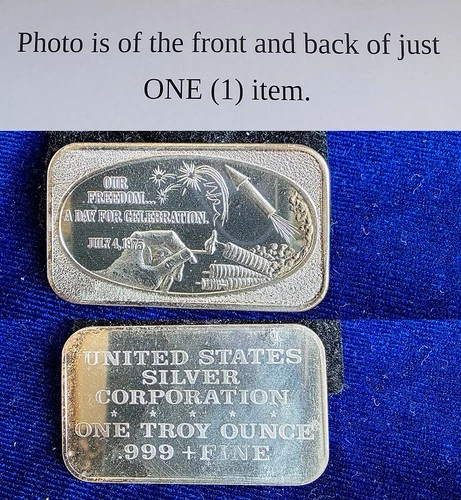 Photo is of the front and back of just
ONE (1) item.
OUR
FREEDOM...
A DAY FOR CELEBRATION.
JULY 4, 1975
UNITED STATES
SILVER
CORPORATION
★ ★ ★ ★ ★
ONE TROY OUNCE
.999 + FINE